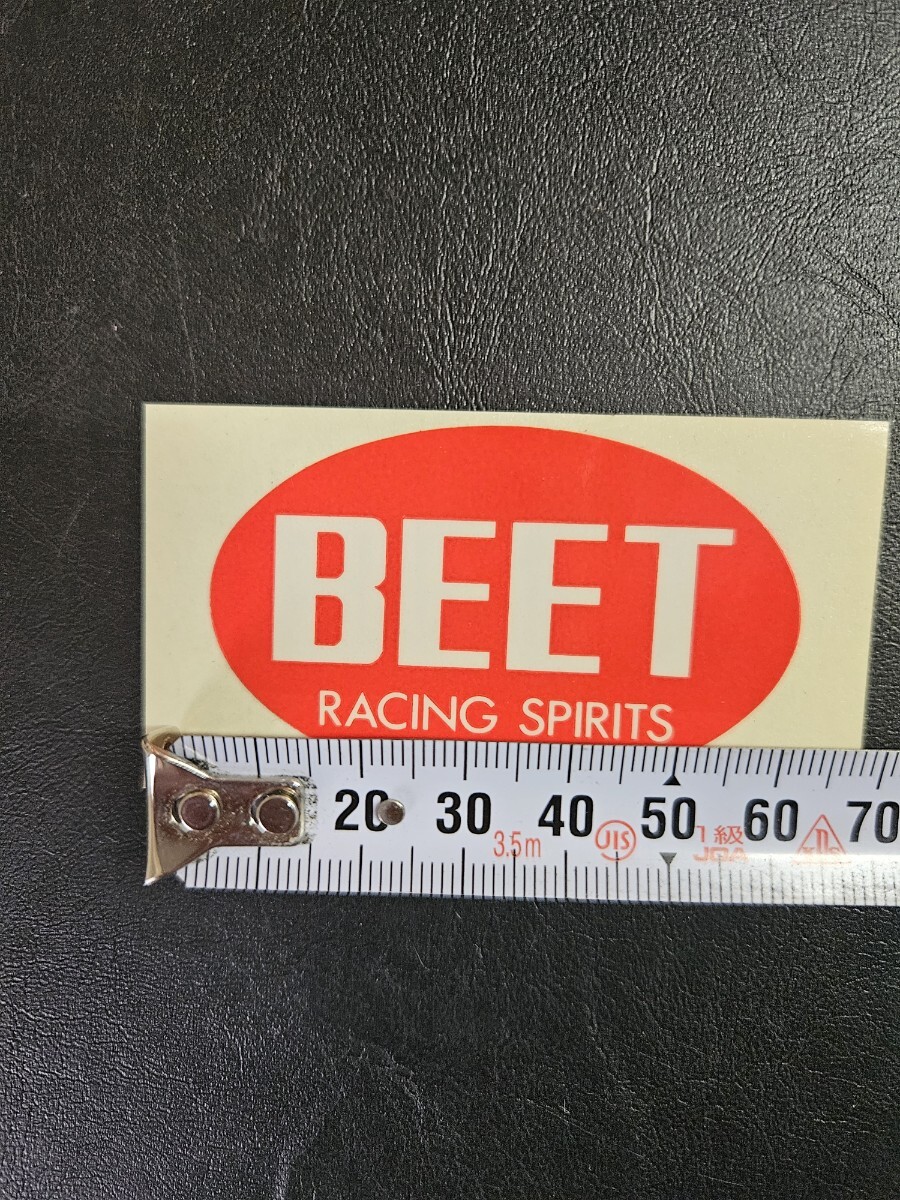 BEET
RACING SPIRITS
20 30 40 50 60 70
3.5m JIS 1級
JQA